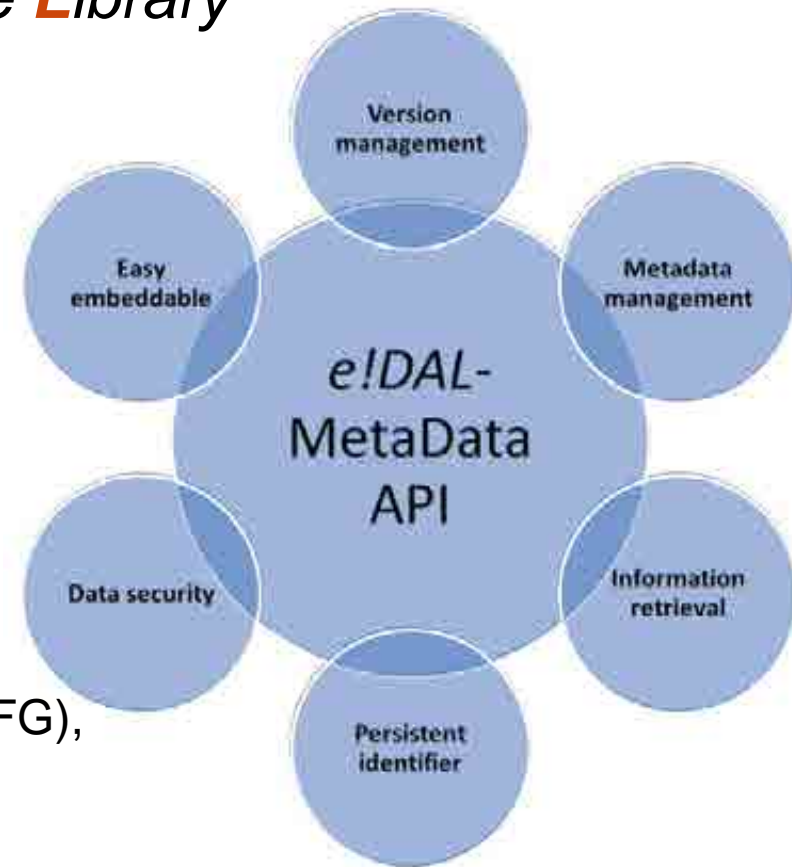 e Library
Version
management
Easy
embeddable
Metadata
management
e!DAL-
MetaData
API
Data security
Information
retrieval
FG),
Persistent
identifier